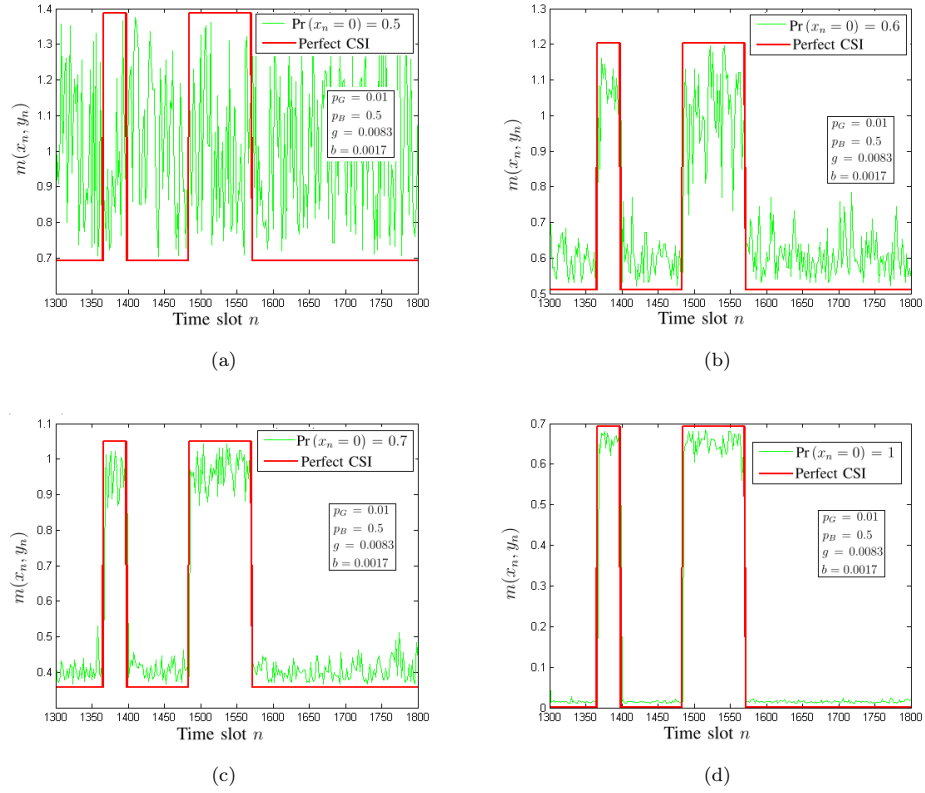 1.4
1.3
1.2
1.1
1
0.9
0.8
0.7
m(x_n, y_n)
Pr (x_n = 0) = 0.5
Perfect CSI
p_G = 0.01
p_B = 0.5
g = 0.0083
b = 0.0017
1300 1350 1400 1450 1500 1550 1600 1650 1700 1750 1800
Time slot n
(a)
1.3
1.2
1.1
1
0.9
0.8
0.7
0.6
0.5
m(x_n, y_n)
Pr (x_n = 0) = 0.6
Perfect CSI
p_G = 0.01
p_B = 0.5
g = 0.0083
b = 0.0017
1300 1350 1400 1450 1500 1550 1600 1650 1700 1750 1800
Time slot n
(b)
1.1
1
0.9
0.8
0.7
0.6
0.5
0.4
m(x_n, y_n)
Pr (x_n = 0) = 0.7
Perfect CSI
p_G = 0.01
p_B = 0.5
g = 0.0083
b = 0.0017
1300 1350 1400 1450 1500 1550 1600 1650 1700 1750 1800
Time slot n
(c)
0.7
0.6
0.5
0.4
0.3
0.2
0.1
0
m(x_n, y_n)
Pr (x_n = 0) = 1
Perfect CSI
p_G = 0.01
p_B = 0.5
g = 0.0083
b = 0.0017
1300 1350 1400 1450 1500 1550 1600 1650 1700 1750 1800
Time slot n
(d)